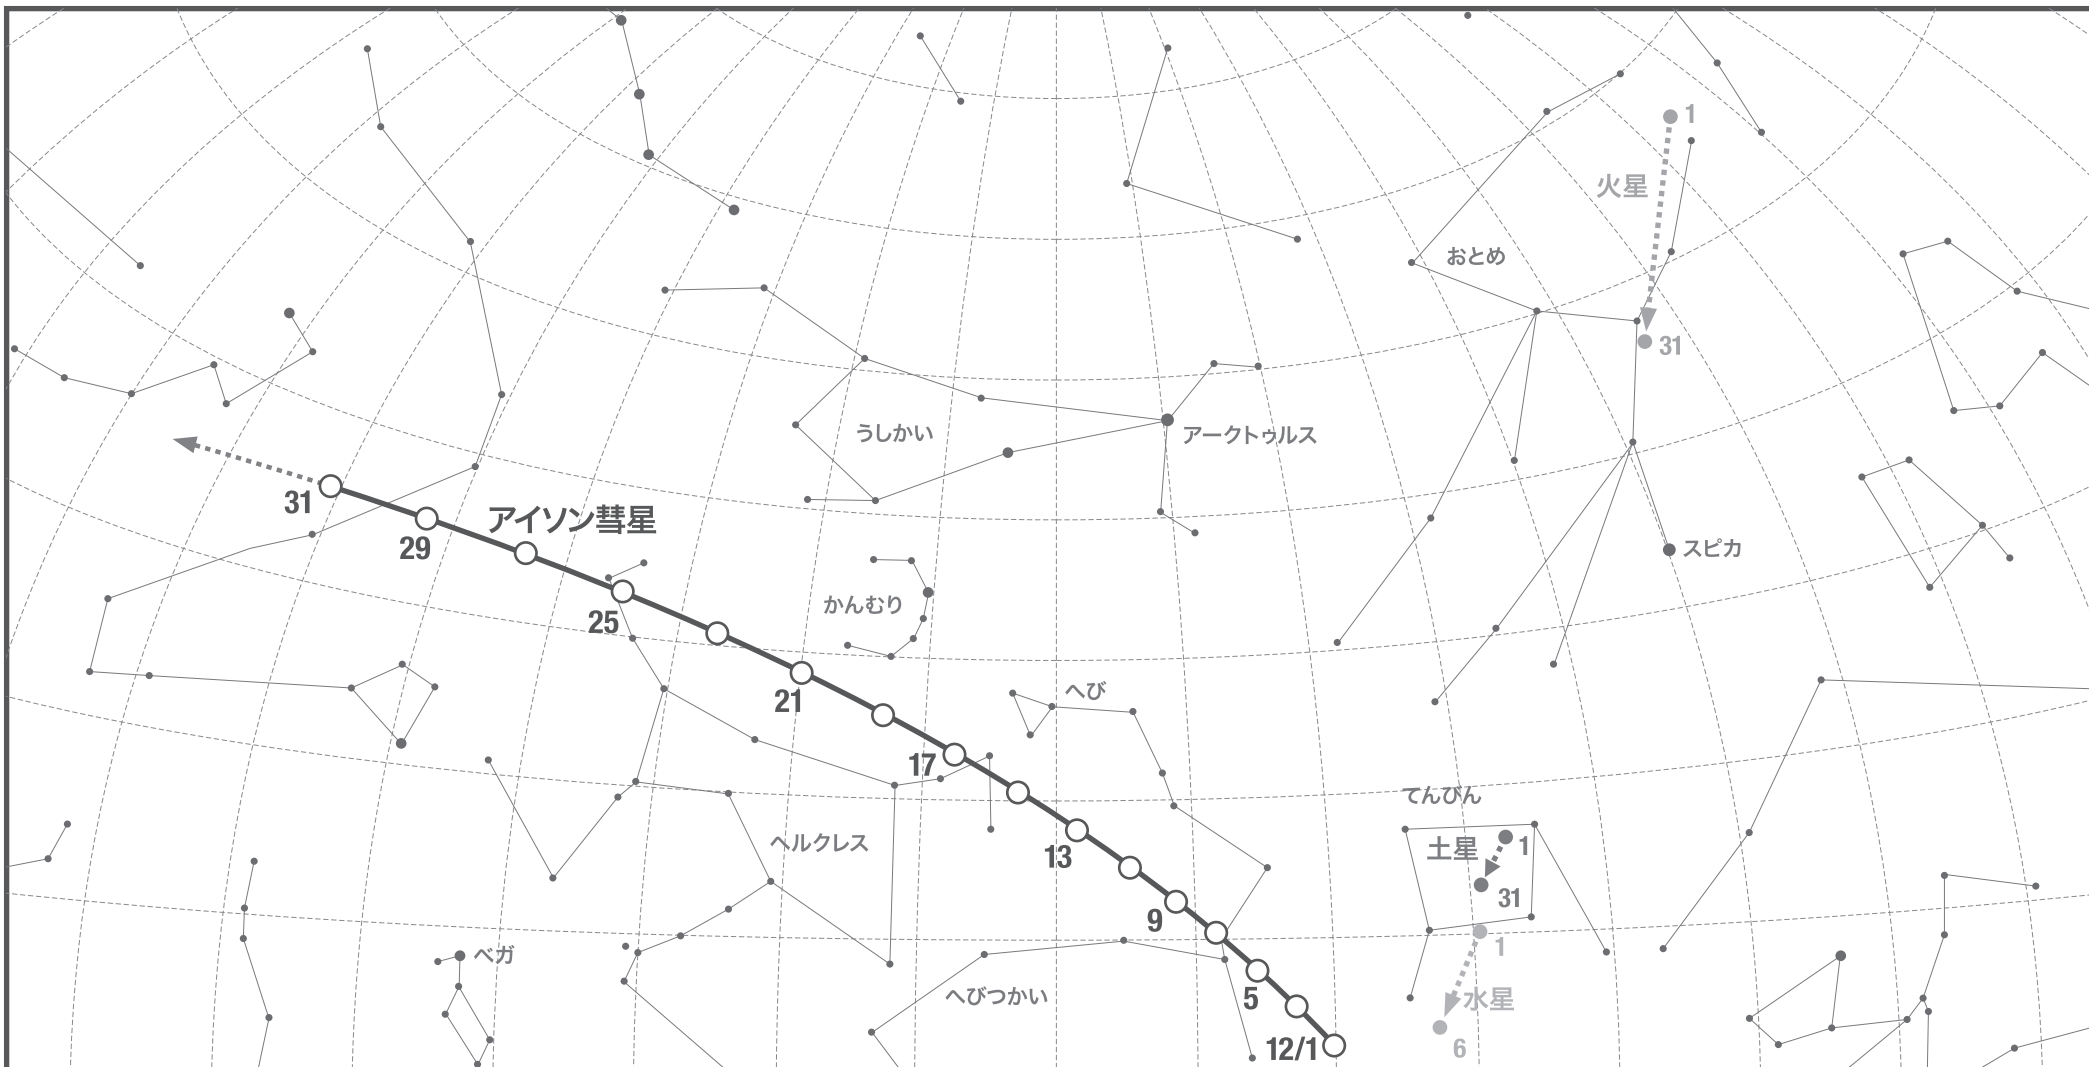 1
火星
おとめ
31
うしかい
アークトゥルス
31
アイソン彗星
29
スピカ
25
かんむり
21
へび
17
てんびん
ヘルクレス
土星
1
13
31
9
1
ベガ
へびつかい
5
水星
12/1
6